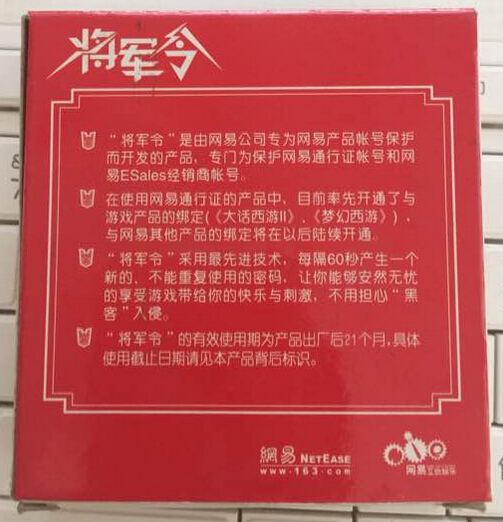 将军令
“将军令”是由网易公司专为网易产品帐号保护
而开发的产品，专门为保护网易通行证帐号和网
易ESales经销商帐号。
在使用网易通行证的产品中、目前率先开通了与
游戏产品的绑定(《大话西游II》、《梦幻西游》)，
与网易其他产品的绑定将在以后陆续开通。
“将军令”采用最先进技术，每隔60秒产生一个
新的、不能重复使用的密码，让你能够安然无忧
的享受游戏带给你的快乐与刺激，不用担心“黑
客”入侵。
“将军令”的有效使用期为产品出厂后21个月，具体
使用截止日期请见本产品背后标识。
網易 NETEASE
www.163.com
网易互动娱乐